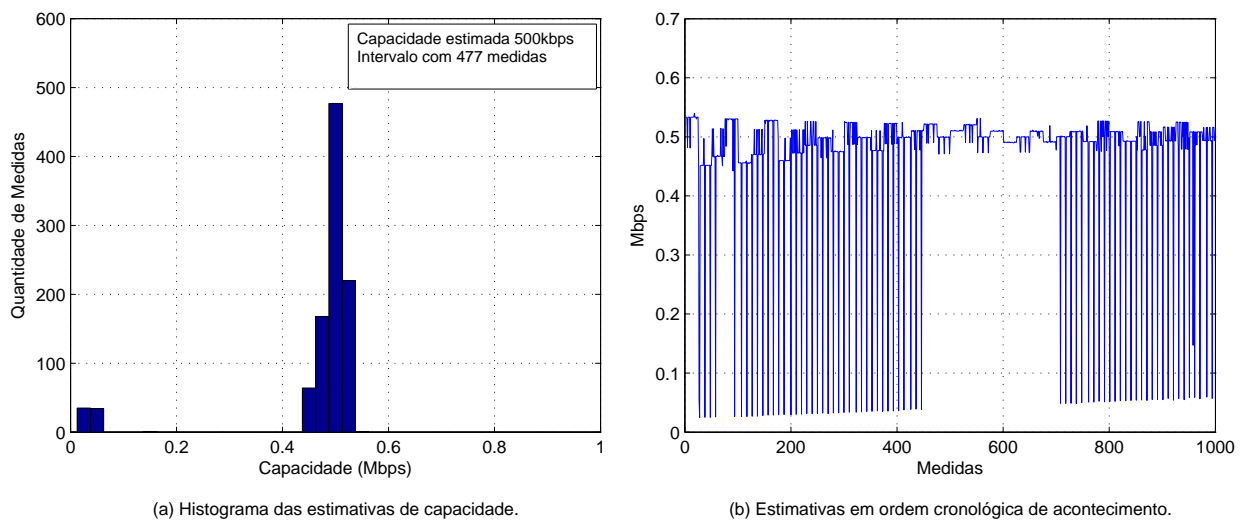 600
500
400
300
200
100
0
Quantidade de Medidas
Capacidade estimada 500kbps
Intervalo com 477 medidas
0 0.2 0.4 0.6 0.8 1
Capacidade (Mbps)
(a) Histograma das estimativas de capacidade.
0.7
0.6
0.5
0.4
0.3
0.2
0.1
0
Mbps
0 200 400 600 800 1000
Medidas
(b) Estimativas em ordem cronológica de acontecimento.